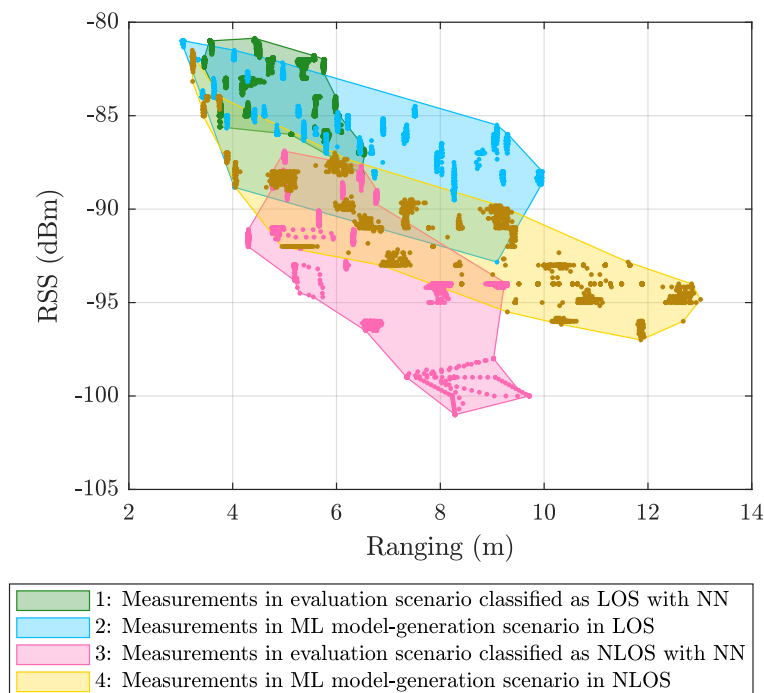 -80
-85
-90
-95
-100
-105
RSS (dBm)
2
4
6
8
10
12
14
Ranging (m)
1: Measurements in evaluation scenario classified as LOS with NN
2: Measurements in ML model-generation scenario in LOS
3: Measurements in evaluation scenario classified as NLOS with NN
4: Measurements in ML model-generation scenario in NLOS